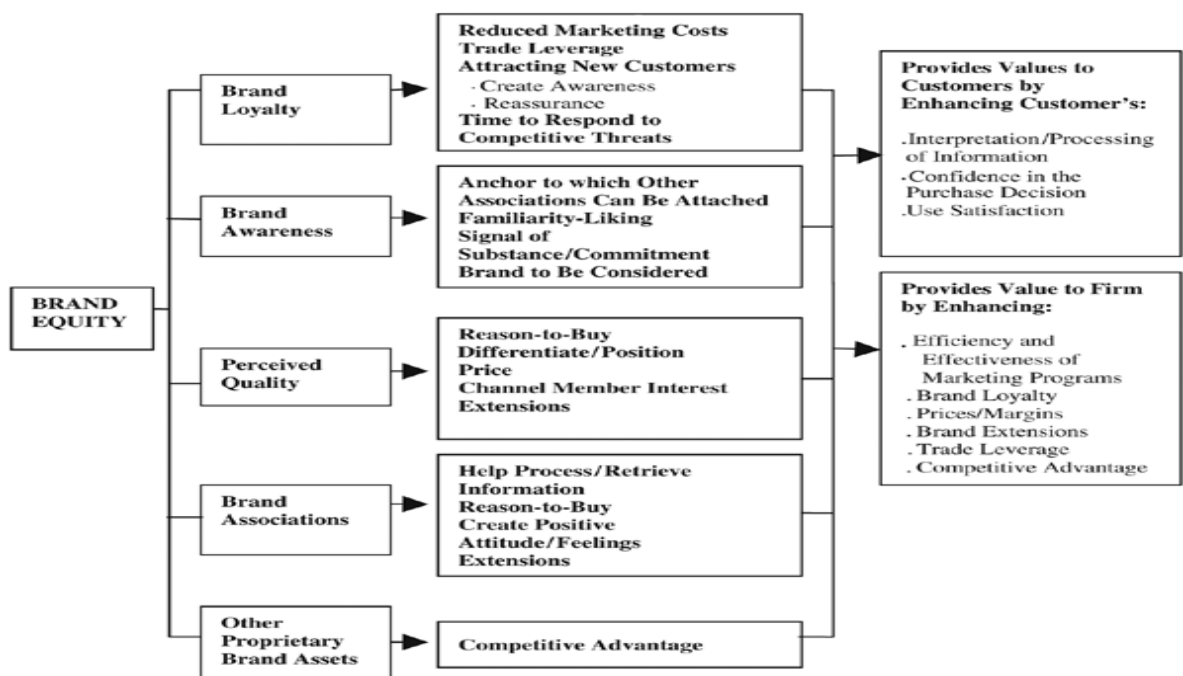 BRAND
EQUITY
Brand
Loyalty
Reduced Marketing Costs
Trade Leverage
Attracting New Customers
· Create Awareness
· Reassurance
Time to Respond to
Competitive Threats
Brand
Awareness
Anchor to which Other
Associations Can Be Attached
Familiarity-Liking
Signal of
Substance/Commitment
Brand to Be Considered
Perceived
Quality
Reason-to-Buy
Differentiate/Position
Price
Channel Member Interest
Extensions
Brand
Associations
Help Process/Retrieve
Information
Reason-to-Buy
Create Positive
Attitude/Feelings
Extensions
Other
Proprietary
Brand Assets
Competitive Advantage
Provides Values to
Customers by
Enhancing Customer's:
.Interpretation/Processing
of Information
.Confidence in the
Purchase Decision
.Use Satisfaction
Provides Value to Firm
by Enhancing:
. Efficiency and
Effectiveness of
Marketing Programs
. Brand Loyalty
. Prices/Margins
. Brand Extensions
. Trade Leverage
. Competitive Advantage